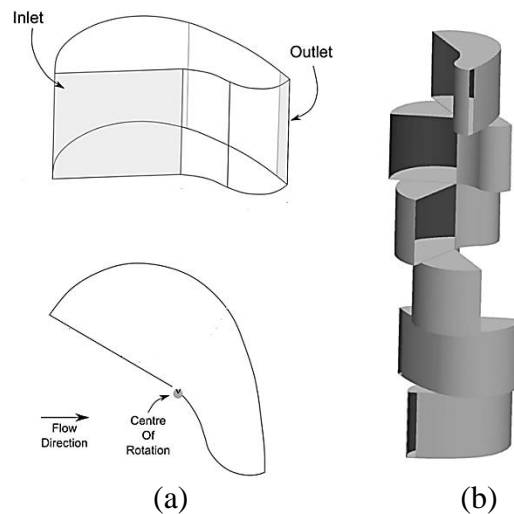 Inlet
Outlet
Flow
Direction
Centre
Of
Rotation
(a)
(b)